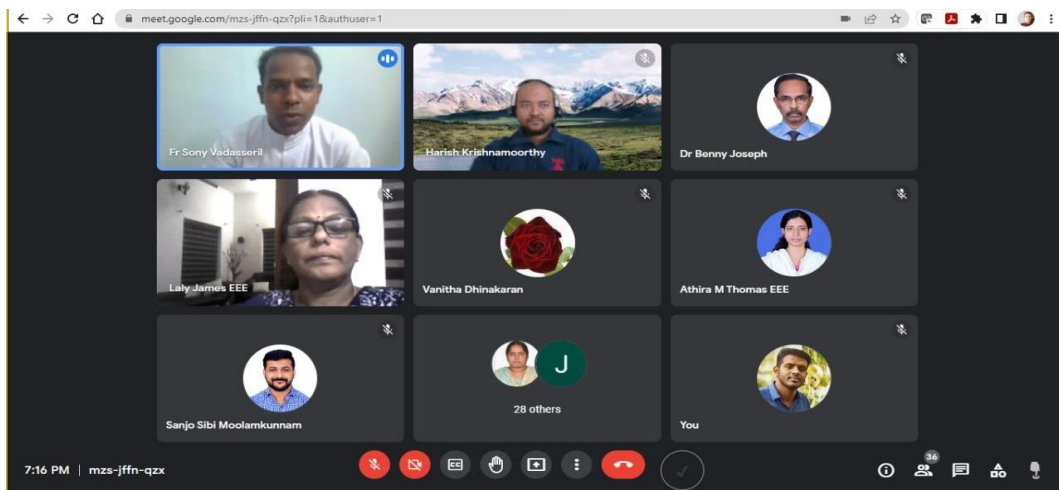 meet.google.com/mzs-jffn-qzx?pli=1&authuser=1
Fr Sony Vadasseril
Harish Krishnamoorthy
Dr Benny Joseph
Laly James EEE
Vanitha Dhinakaran
Athira M Thomas EEE
Sanjo Sibi Moolamkunnam
J
28 others
You
7:16 PM | mzs-jffn-qzx
CC
36